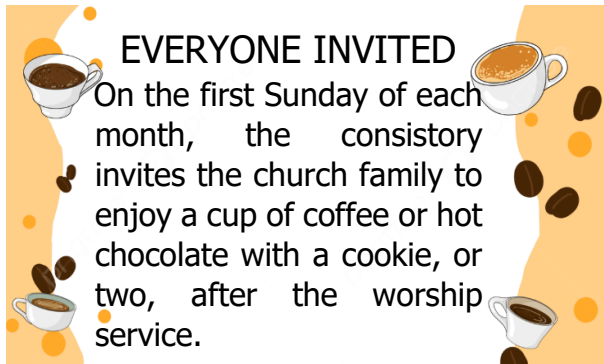 EVERYONE INVITED
On the first Sunday of each
month, the consistory
invites the church family to
enjoy a cup of coffee or hot
chocolate with a cookie, or
two, after the worship
service.